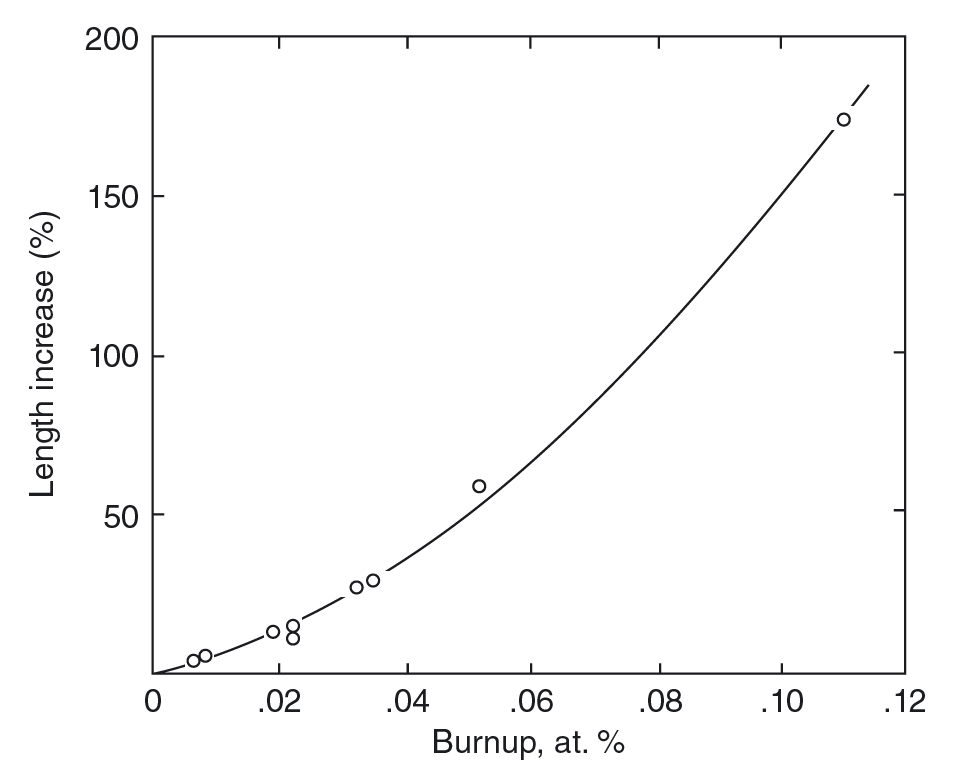 200
150
100
50
Length increase (%)
0 .02 .04 .06 .08 .10 .12
Burnup, at. %